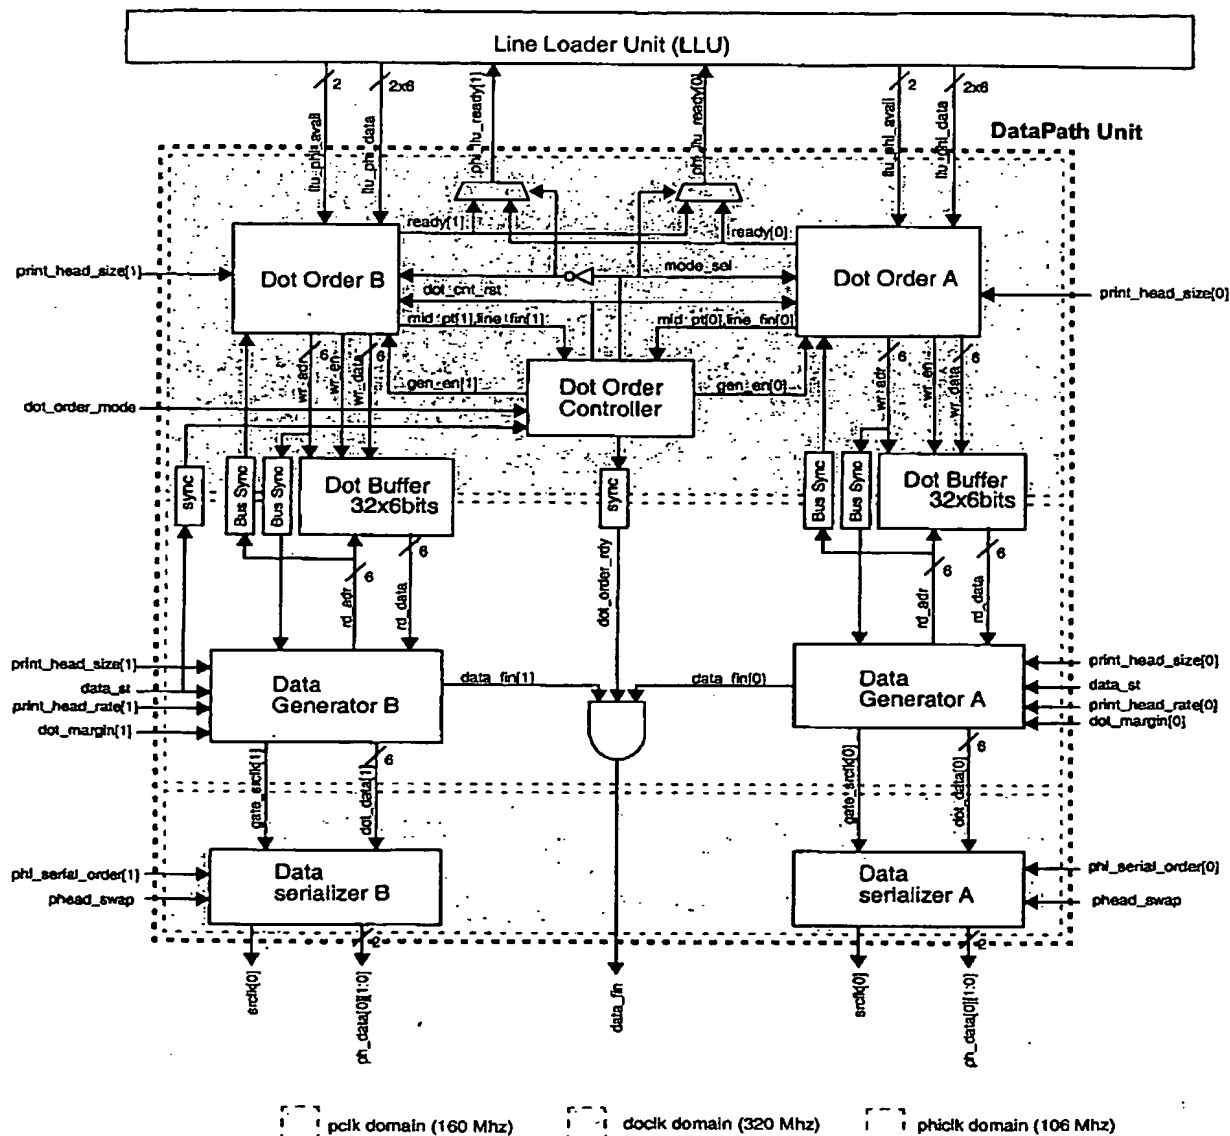 Line Loader Unit (LLU)
2
2x6
2
2x6
llu_phi_avail
llu_phi_data
phi_llu_ready[1]
phi_llu_ready[0]
llu_phi_avail
llu_phi_data
DataPath Unit
ready[1]
ready[0]
print_head_size[1]
Dot Order B
mode_sel
Dot Order A
dot_cnt_rst
print_head_size[0]
mid_pt[1],line_fin[1]
mid_pt[0],line_fin[0]
6
6
6
6
wr_adr
wr_en
wr_data
gen_en[1]
Dot Order
Controller
gen_en[0]
wr_adr
wr_en
wr_data
dot_order_mode
sync
Bus Sync
Bus Sync
Dot Buffer
32x6bits
sync
Bus Sync
Bus Sync
Dot Buffer
32x6bits
6
6
6
6
rd_adr
rd_data
dot_order_rdy
rd_adr
rd_data
print_head_size[1]
data_st
print_head_rate[1]
dot_margin[1]
Data
Generator B
data_fin[1]
data_fin[0]
Data
Generator A
print_head_size[0]
data_st
print_head_rate[0]
dot_margin[0]
6
6
gate_srclk[1]
dot_data[1]
gate_srclk[0]
dot_data[0]
phi_serial_order[1]
phead_swap
Data
serializer B
Data
serializer A
phi_serial_order[0]
phead_swap
2
2
srclk[0]
ph_data[0][1:0]
data_fin
srclk[0]
ph_data[0][1:0]
pclk domain (160 Mhz)
doclk domain (320 Mhz)
phiclk domain (106 Mhz)